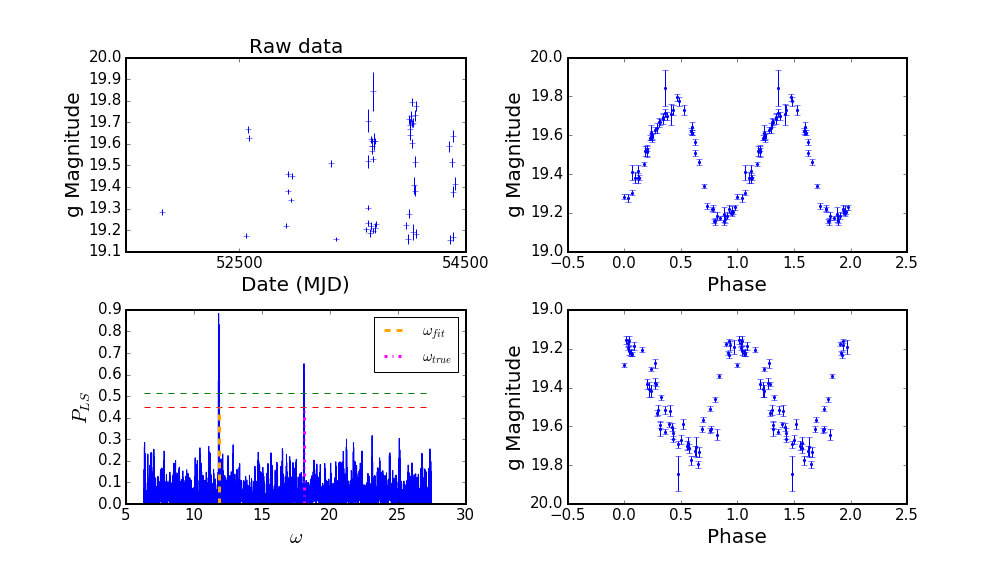 Raw data
20.0
19.9
19.8
19.7
19.6
19.5
19.4
19.3
19.2
19.1
g Magnitude
52500
54500
Date (MJD)
20.0
19.8
19.6
19.4
19.2
19.0
g Magnitude
−0.5 0.0 0.5 1.0 1.5 2.0 2.5
Phase
0.9
0.8
0.7
0.6
0.5
0.4
0.3
0.2
0.1
0.0
P_LS
ω_fit
ω_true
5 10 15 20 25 30
ω
19.0
19.2
19.4
19.6
19.8
20.0
g Magnitude
−0.5 0.0 0.5 1.0 1.5 2.0 2.5
Phase